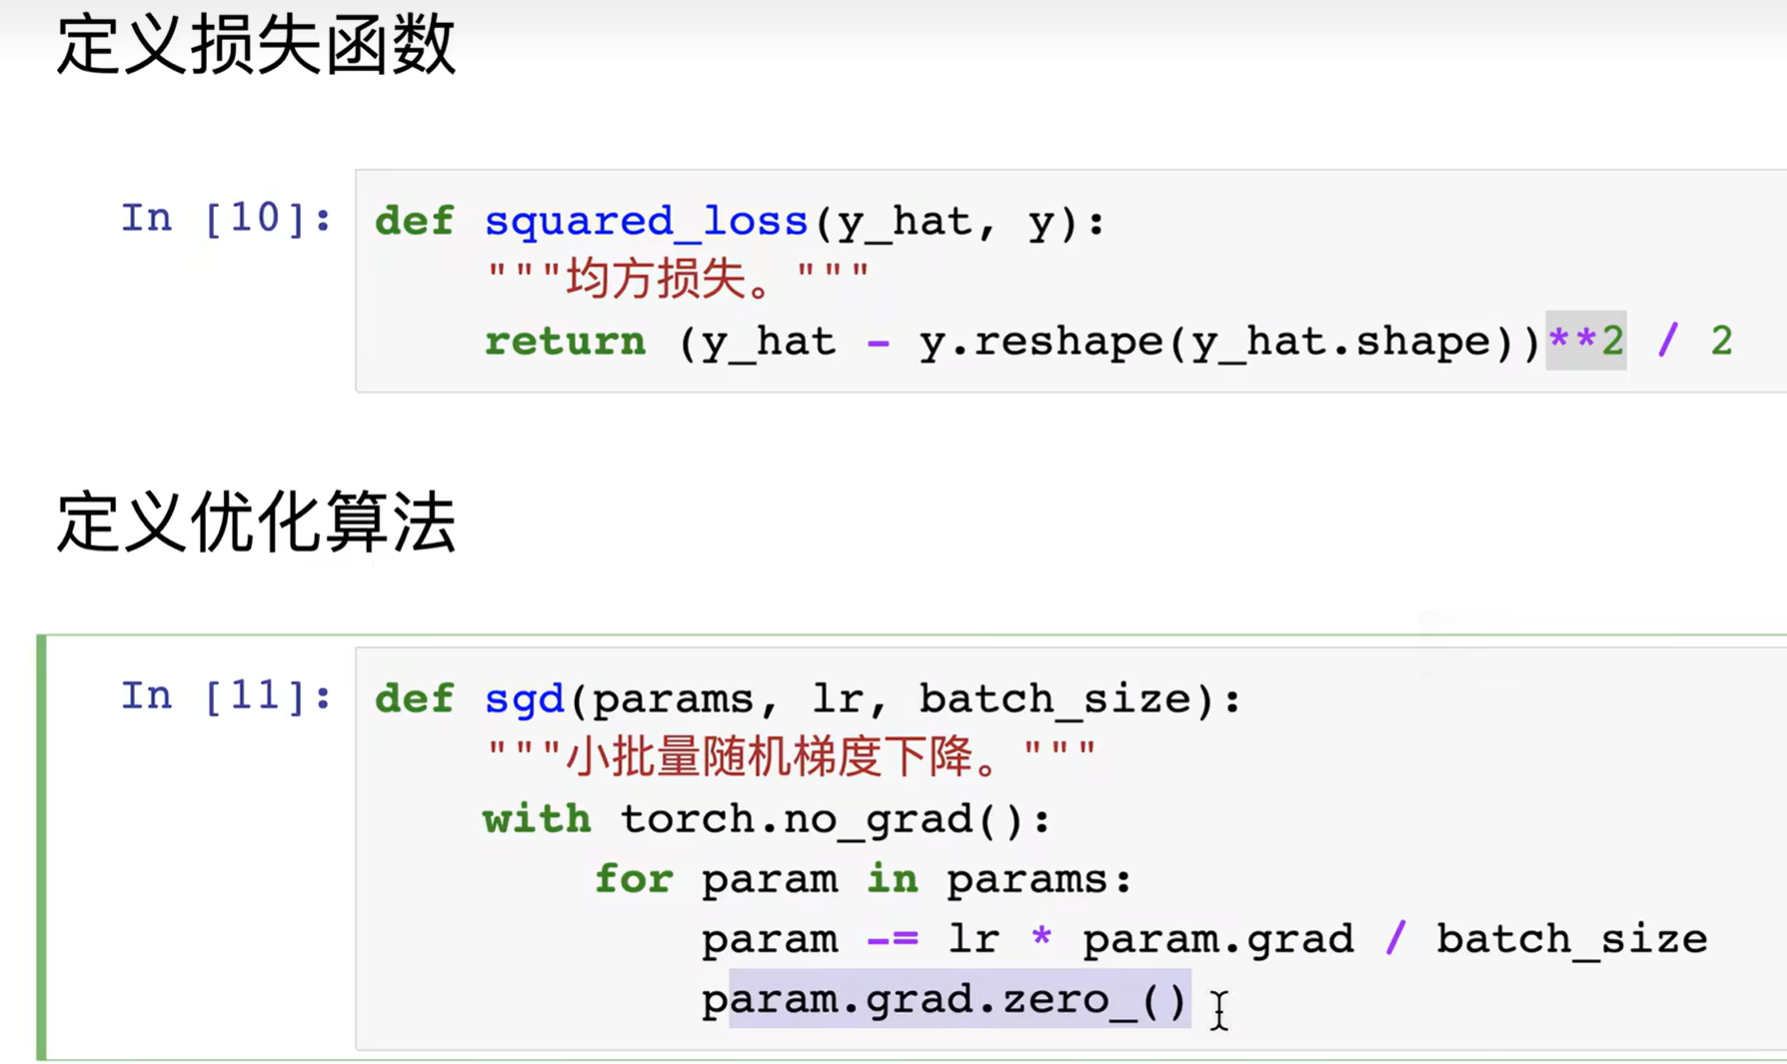 定义损失函数
In [10]: def squared_loss(y_hat, y):
"""均方损失。"""
return (y_hat - y.reshape(y_hat.shape))**2 / 2
定义优化算法
In [11]: def sgd(params, lr, batch_size):
"""小批量随机梯度下降。"""
with torch.no_grad():
for param in params:
param -= lr * param.grad / batch_size
param.grad.zero_()